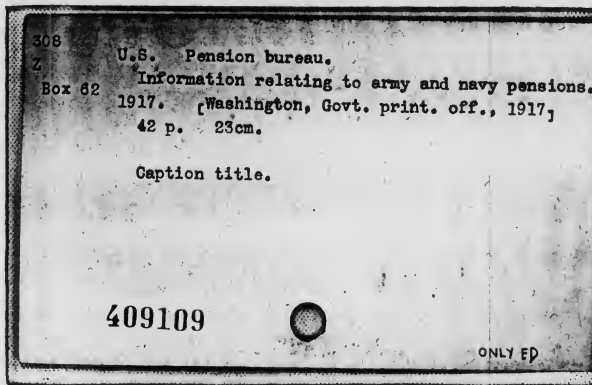 308
Z
Box 62
U.S. Pension bureau.
Information relating to army and navy pensions.
1917. [Washington, Govt. print. off., 1917]
42 p. 23cm.
Caption title.
409109
ONLY ED